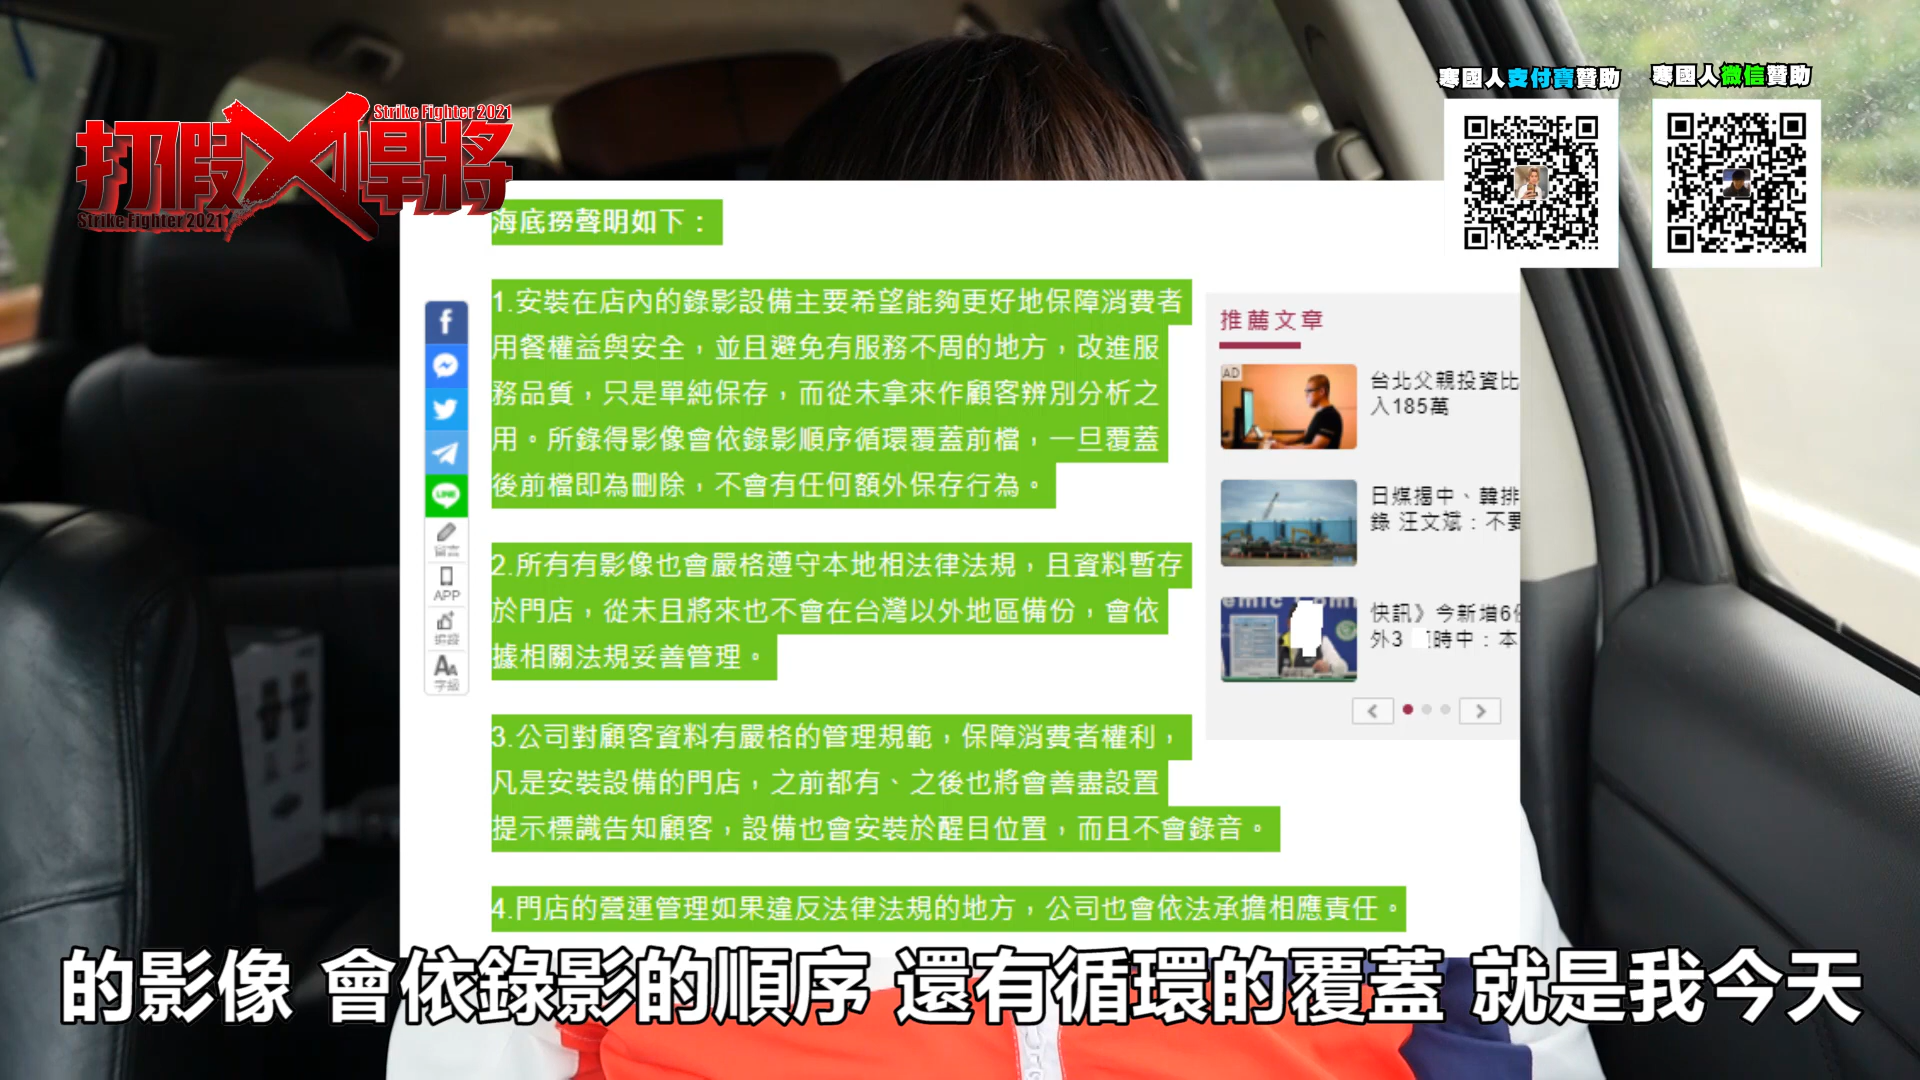 寒國人支付寶贊助
寒國人微信贊助
Strike Fighter 2021
打假悍將
Strike Fighter 2021
海底撈聲明如下：
1.安裝在店內的錄影設備主要希望能夠更好地保障消費者
用餐權益與安全，並且避免有服務不周的地方，改進服
務品質，只是單純保存，而從未拿來作顧客辨別分析之
用。所錄得影像會依錄影順序循環覆蓋前檔，一旦覆蓋
後前檔即為刪除，不會有任何額外保存行為。
2.所有有影像也會嚴格遵守本地相法律法規，且資料暫存
於門店，從未且將來也不會在台灣以外地區備份，會依
據相關法規妥善管理。
3.公司對顧客資料有嚴格的管理規範，保障消費者權利，
凡是安裝設備的門店，之前都有、之後也將會善盡設置
提示標識告知顧客，設備也會安裝於醒目位置，而且不會錄音。
4.門店的營運管理如果違反法律法規的地方，公司也會依法承擔相應責任。
LINE
留言
APP
字級
推薦文章
AD
台北父親投資比
入185萬
日媒揭中、韓排
錄 汪文斌：不要
快訊》今新增6
外3 時中：本
的影像 會依錄影的順序 還有循環的覆蓋 就是我今天